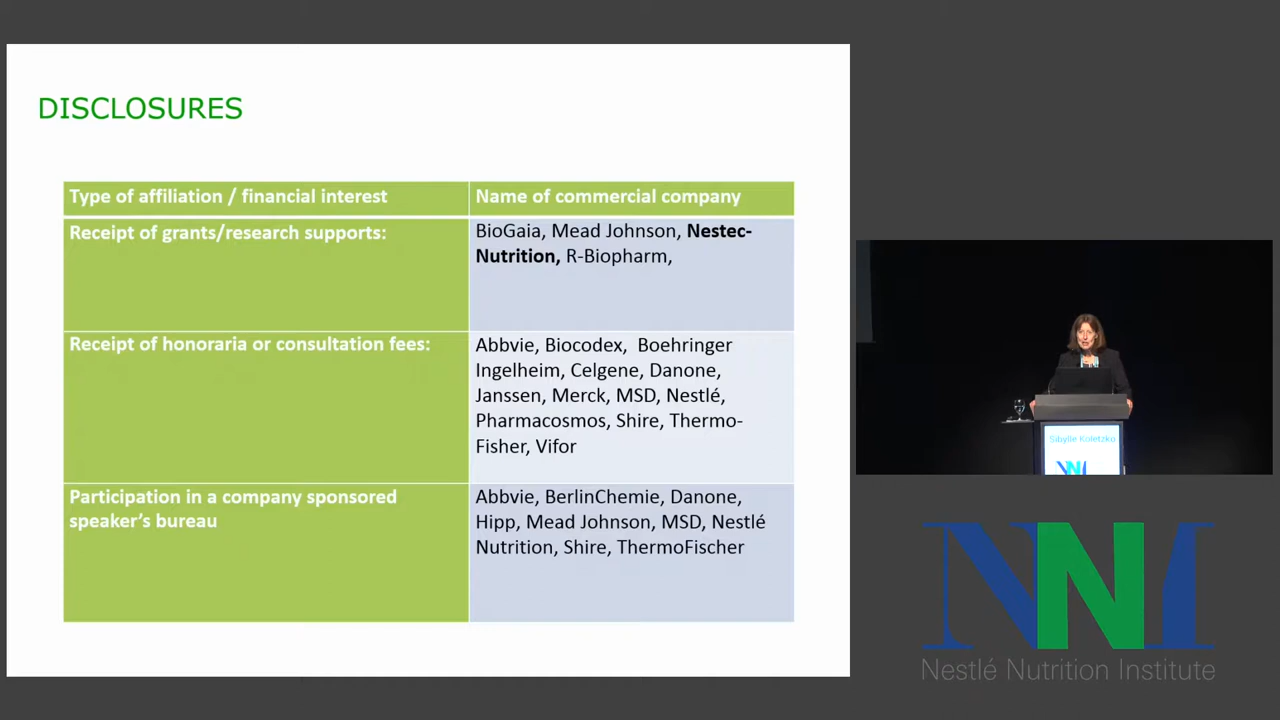 DISCLOSURES
Type of affiliation / financial interest
Name of commercial company
Receipt of grants/research supports:
BioGaia, Mead Johnson, Nestec-
Nutrition, R-Biopharm,
Receipt of honoraria or consultation fees:
Abbvie, Biocodex, Boehringer
Ingelheim, Celgene, Danone,
Janssen, Merck, MSD, Nestlé,
Pharmacosmos, Shire, Thermo-
Fisher, Vifor
Participation in a company sponsored
speaker’s bureau
Abbvie, BerlinChemie, Danone,
Hipp, Mead Johnson, MSD, Nestlé
Nutrition, Shire, ThermoFischer
Sibylle Koletzko
NNI
NNI
Nestlé Nutrition Institute